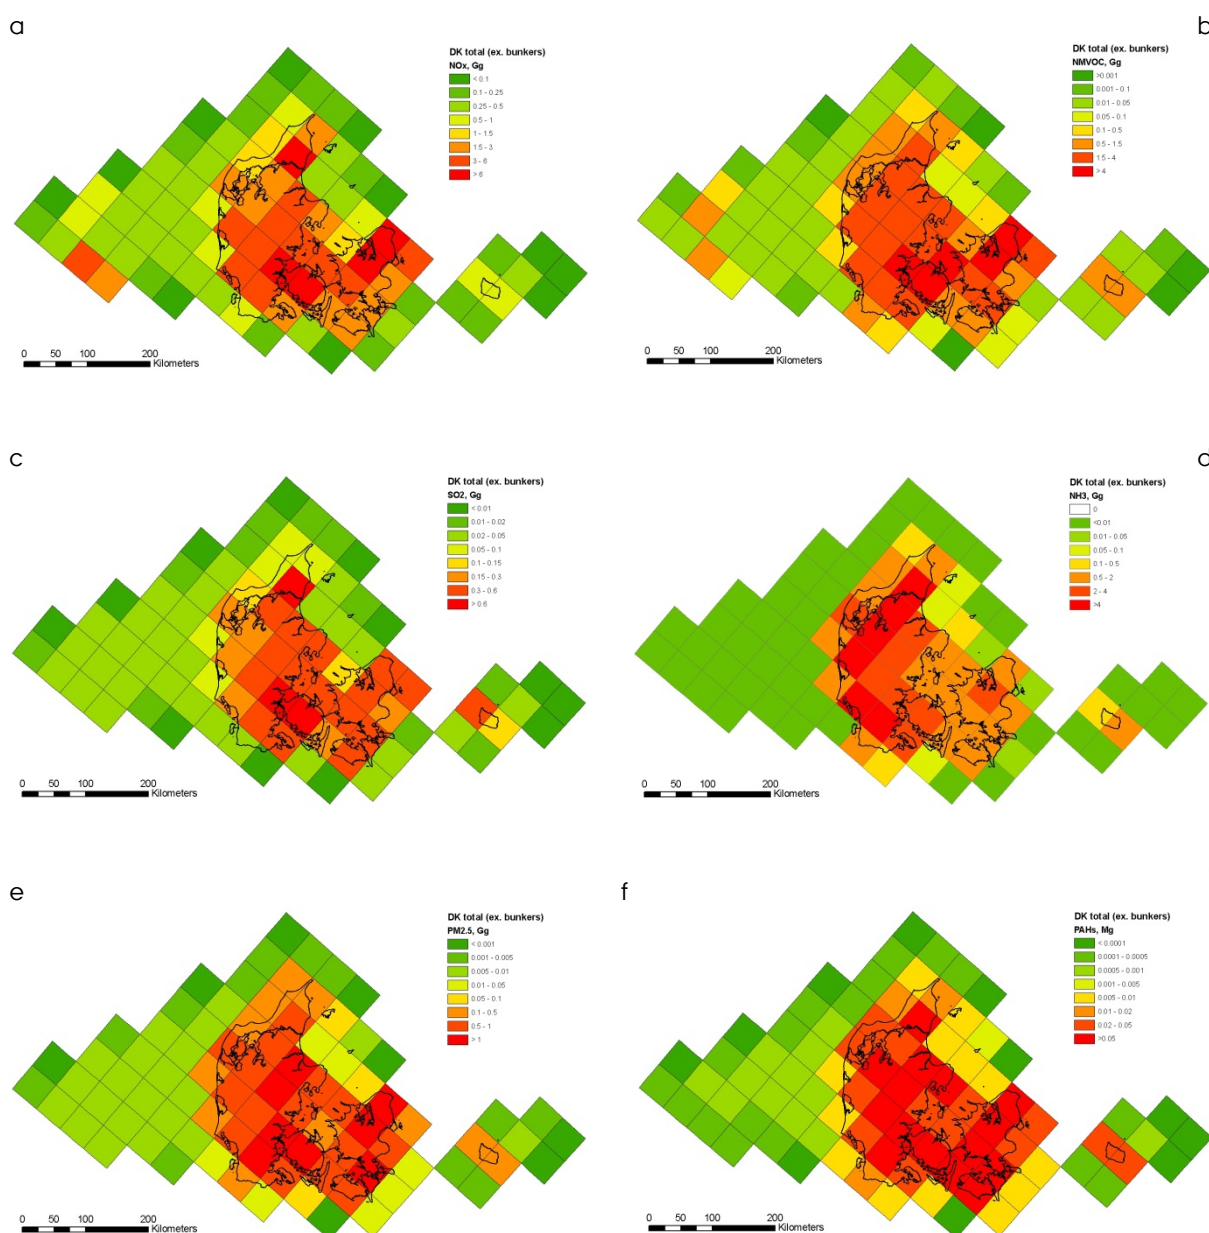 a
DK total (ex. bunkers)
NOx, Gg
< 0.1
0.1 - 0.25
0.25 - 0.5
0.5 - 1
1 - 1.5
1.5 - 3
3 - 6
> 6
0 50 100 200
Kilometers
b
DK total (ex. bunkers)
NMVOC, Gg
>0.001
0.001 - 0.1
0.01 - 0.05
0.05 - 0.1
0.1 - 0.5
0.5 - 1.5
1.5 - 4
> 4
0 50 100 200
Kilometers
c
DK total (ex. bunkers)
SO2, Gg
< 0.01
0.01 - 0.02
0.02 - 0.05
0.05 - 0.1
0.1 - 0.15
0.15 - 0.3
0.3 - 0.6
> 0.6
0 50 100 200
Kilometers
DK total (ex. bunkers)
NH3, Gg
0
<0.01
0.01 - 0.05
0.05 - 0.1
0.1 - 0.5
0.5 - 2
2 - 4
>4
0 50 100 200
Kilometers
e
DK total (ex. bunkers)
PM2.5, Gg
< 0.001
0.001 - 0.005
0.005 - 0.01
0.01 - 0.05
0.05 - 0.1
0.1 - 0.5
0.5 - 1
> 1
0 50 100 200
Kilometers
f
DK total (ex. bunkers)
PAHs, Mg
< 0.0001
0.0001 - 0.0005
0.0005 - 0.001
0.001 - 0.005
0.005 - 0.01
0.01 - 0.02
0.02 - 0.05
>0.05
0 50 100 200
Kilometers